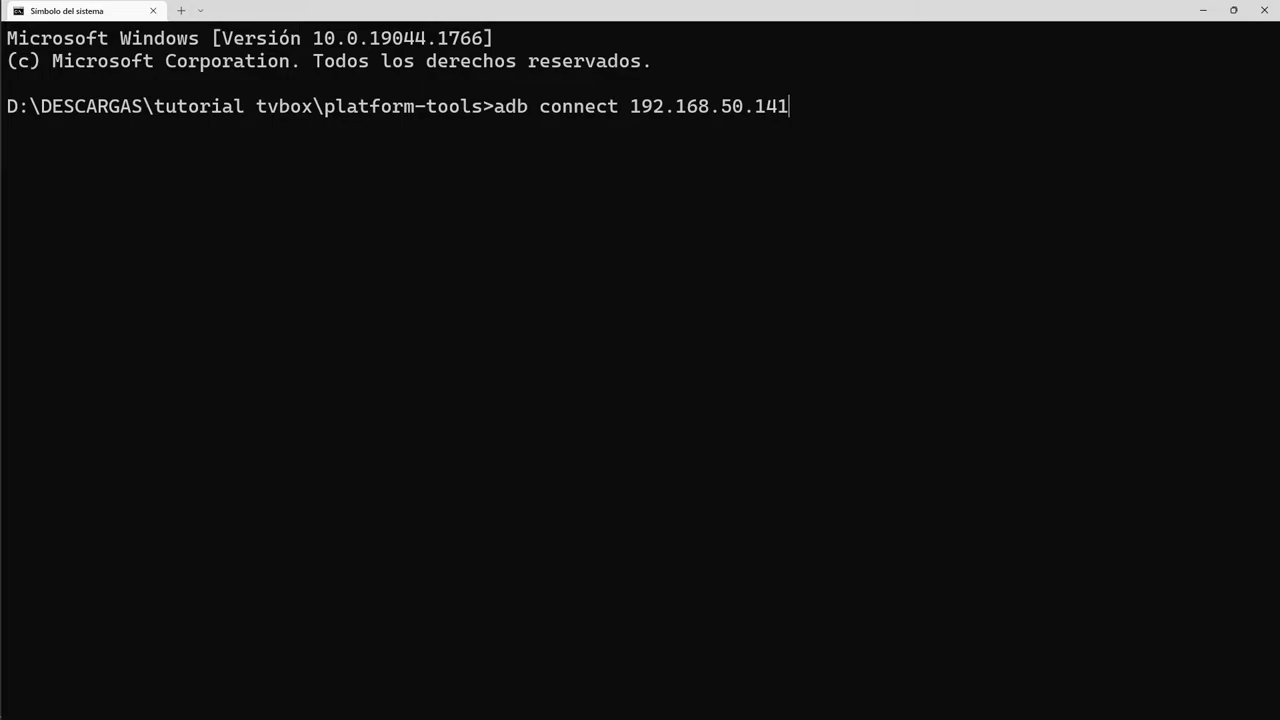 Símbolo del sistema
Microsoft Windows [Versión 10.0.19044.1766]
(c) Microsoft Corporation. Todos los derechos reservados.
D:\DESCARGAS\tutorial tvbox\platform-tools>adb connect 192.168.50.141